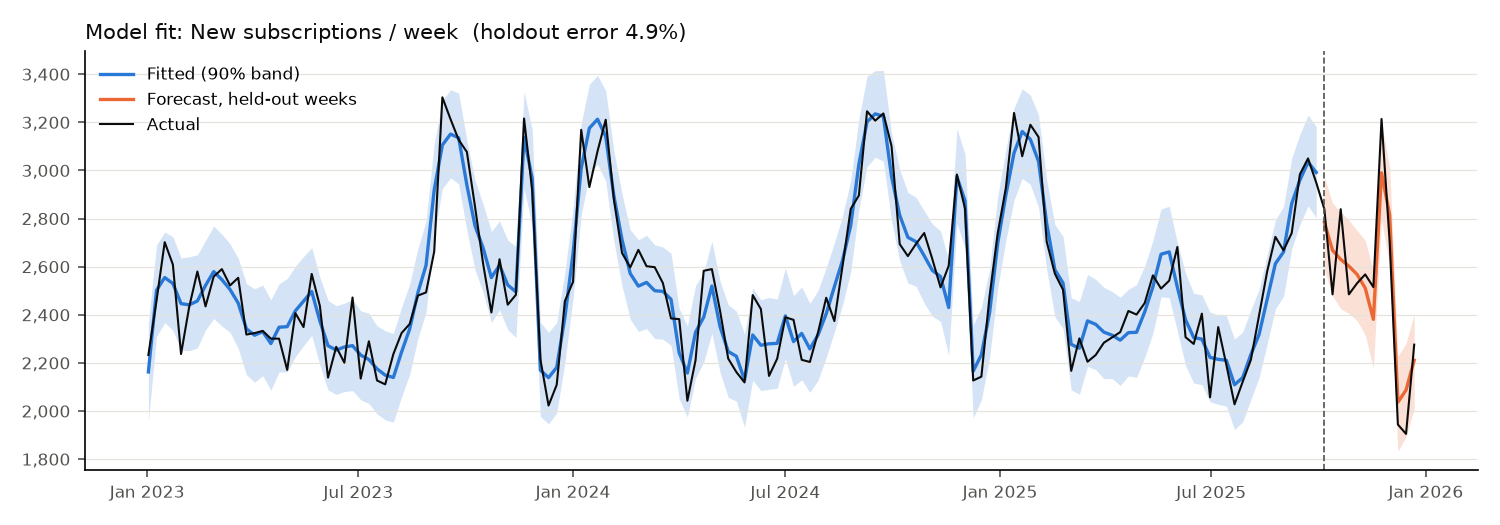 Model fit: New subscriptions / week  (holdout error 4.9%)
Fitted (90% band)
Forecast, held-out weeks
Actual
3,400
3,200
3,000
2,800
2,600
2,400
2,200
2,000
1,800
Jan 2023
Jul 2023
Jan 2024
Jul 2024
Jan 2025
Jul 2025
Jan 2026